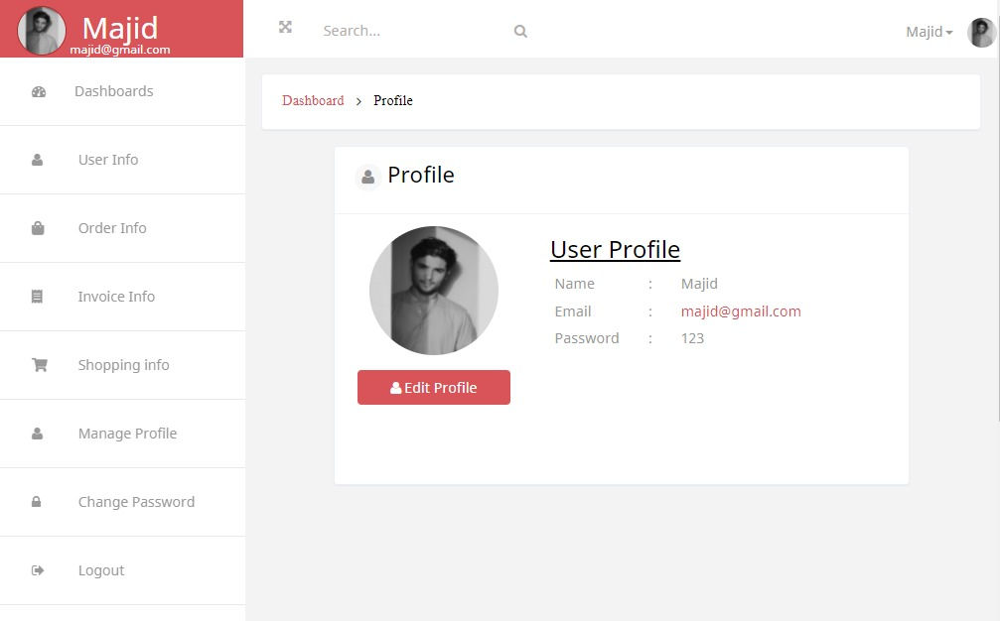 Majid
majid@gmail.com
Search...
Majid
Dashboards
User Info
Order Info
Invoice Info
Shopping info
Manage Profile
Change Password
Logout
Dashboard > Profile
Profile
User Profile
Name : Majid
Email : majid@gmail.com
Password : 123
Edit Profile